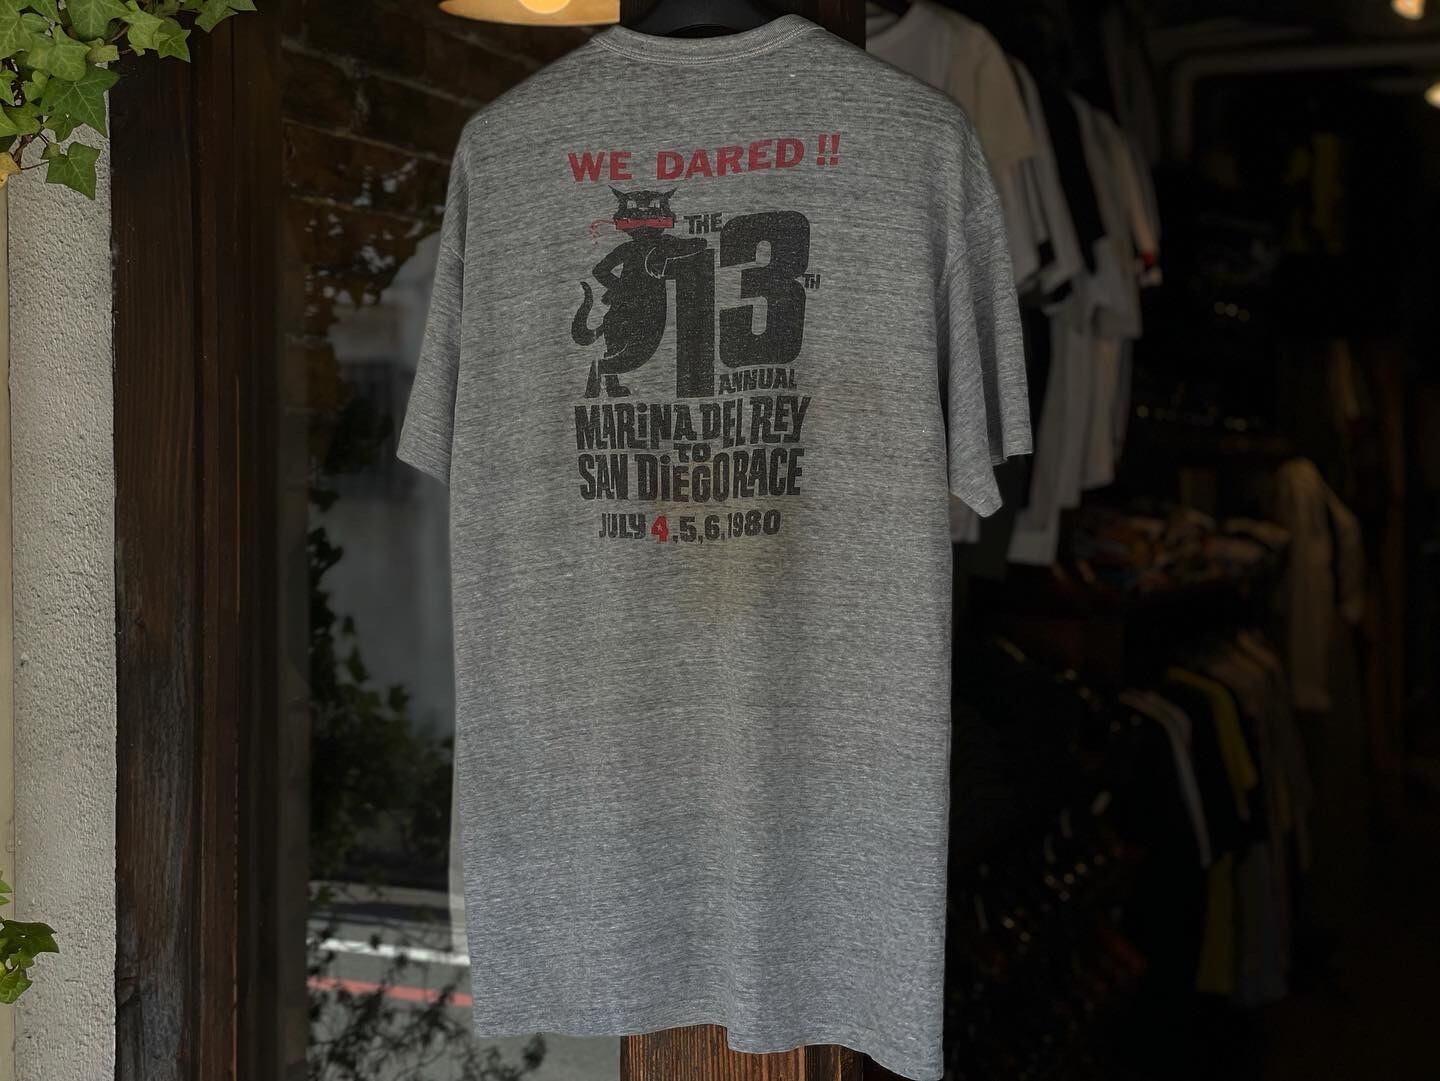 WE DARED !!
THE 13TH
ANNUAL
MARINA DEL REY
TO
SAN DIEGO RACE
JULY 4,5,6,1980